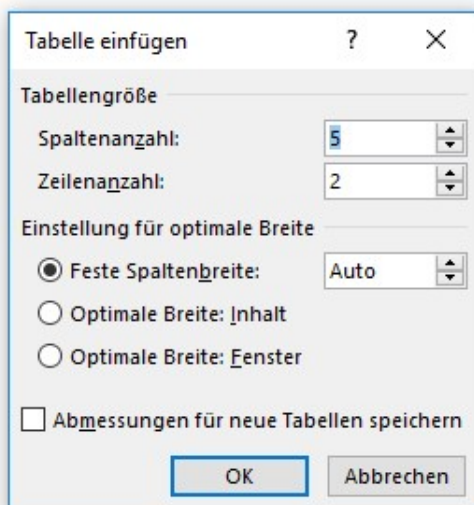 Tabelle einfügen ? ×
Tabellengröße
Spaltenanzahl: 5
Zeilenanzahl: 2
Einstellung für optimale Breite
Feste Spaltenbreite: Auto
Optimale Breite: Inhalt
Optimale Breite: Fenster
Abmessungen für neue Tabellen speichern
OK Abbrechen